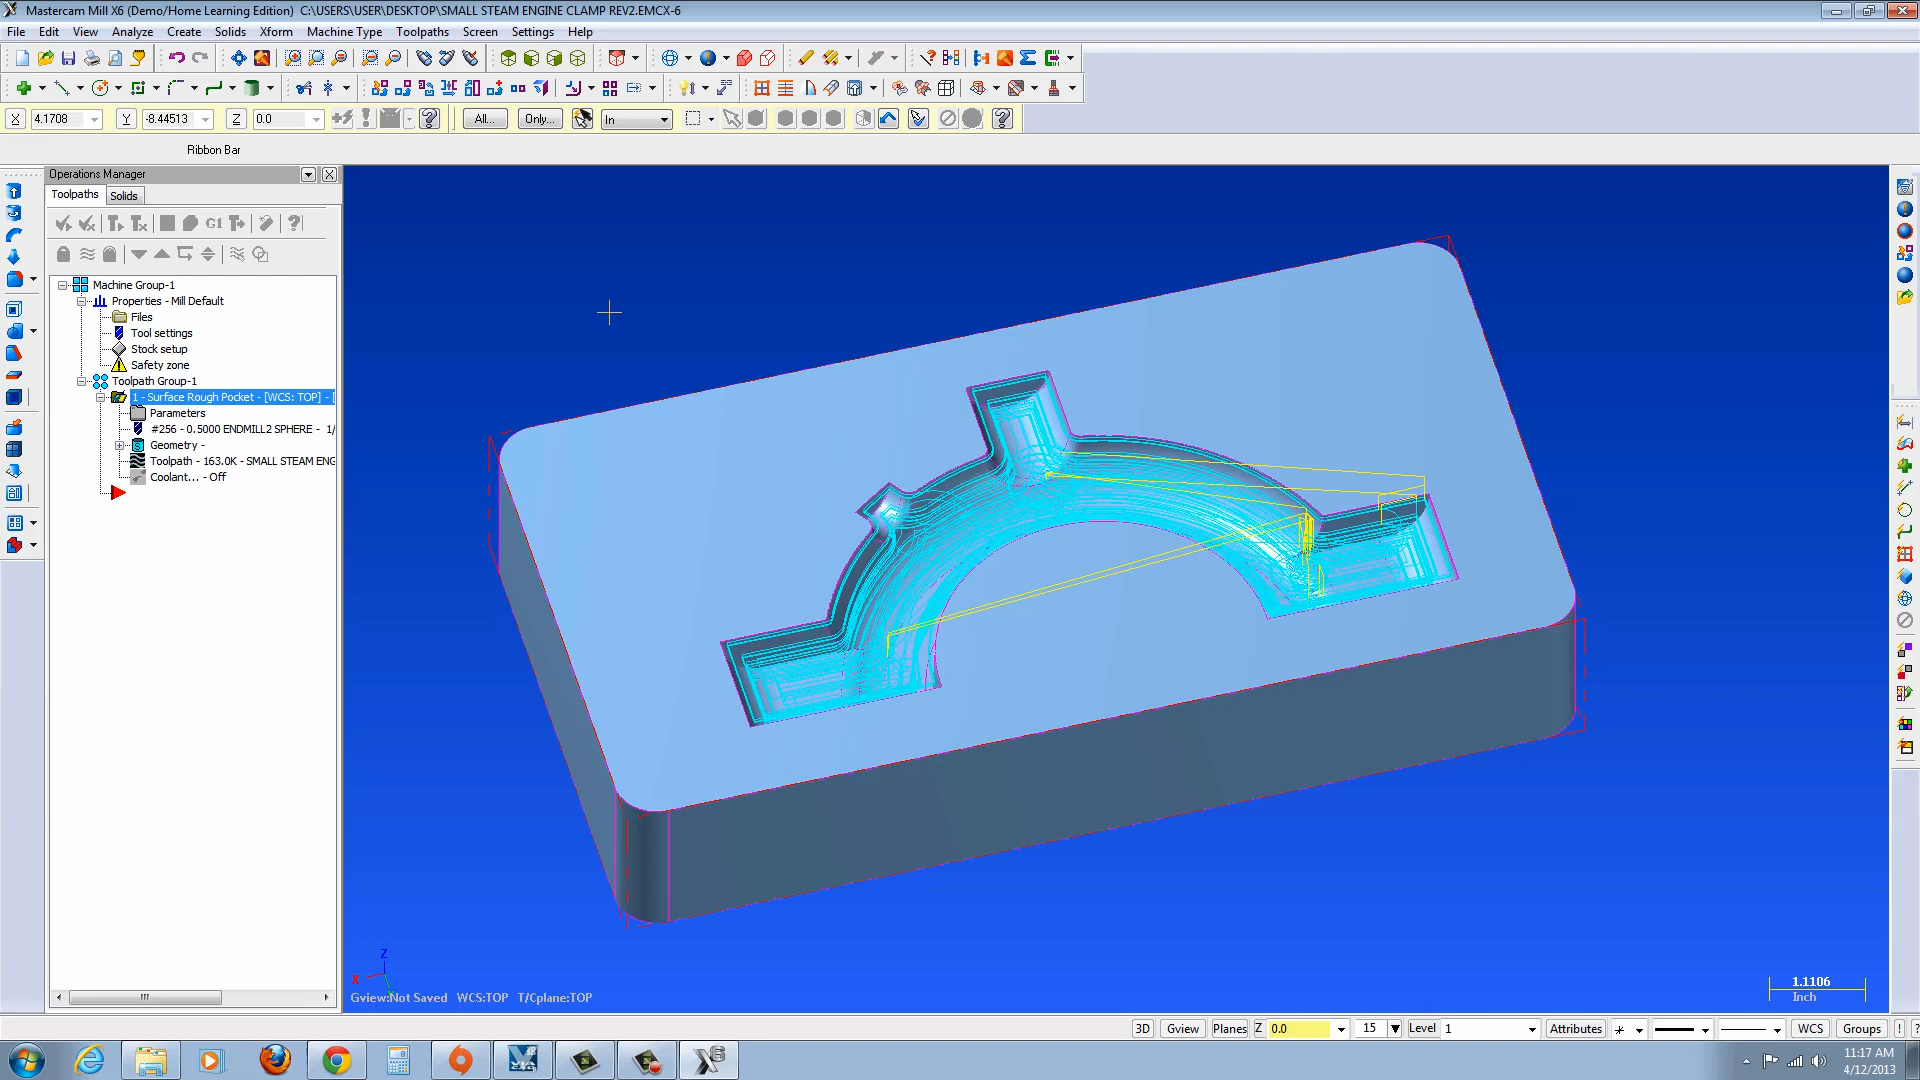 Mastercam Mill X6 (Demo/Home Learning Edition) C:\USERS\USER\DESKTOP\SMALL STEAM ENGINE CLAMP REV2.EMCX-6
File Edit View Analyze Create Solids Xform Machine Type Toolpaths Screen Settings Help
X 4.1708 Y -8.44513 Z 0.0 All... Only... In
Ribbon Bar
Operations Manager
Toolpaths Solids
G1
Machine Group-1
Properties - Mill Default
Files
Tool settings
Stock setup
Safety zone
Toolpath Group-1
1 - Surface Rough Pocket - [WCS: TOP] - [
Parameters
#256 - 0.5000 ENDMILL2 SPHERE - 1/
Geometry -
Toolpath - 163.0K - SMALL STEAM ENG
Coolant... - Off
Z
X
Gview:Not Saved WCS:TOP T/Cplane:TOP
1.1106
Inch
3D Gview Planes Z 0.0 15 Level 1 Attributes WCS Groups ! ?
11:17 AM
4/12/2013